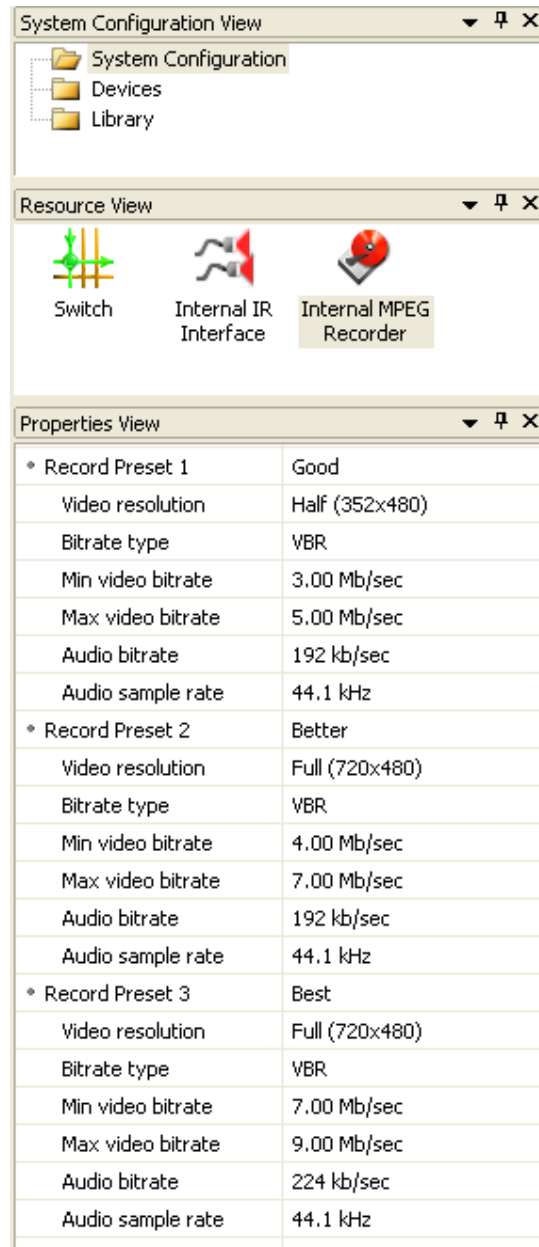 System Configuration View
System Configuration
Devices
Library
Resource View
Switch
Internal IR
Interface
Internal MPEG
Recorder
Properties View
Record Preset 1 Good
Video resolution Half (352x480)
Bitrate type VBR
Min video bitrate 3.00 Mb/sec
Max video bitrate 5.00 Mb/sec
Audio bitrate 192 kb/sec
Audio sample rate 44.1 kHz
Record Preset 2 Better
Video resolution Full (720x480)
Bitrate type VBR
Min video bitrate 4.00 Mb/sec
Max video bitrate 7.00 Mb/sec
Audio bitrate 192 kb/sec
Audio sample rate 44.1 kHz
Record Preset 3 Best
Video resolution Full (720x480)
Bitrate type VBR
Min video bitrate 7.00 Mb/sec
Max video bitrate 9.00 Mb/sec
Audio bitrate 224 kb/sec
Audio sample rate 44.1 kHz